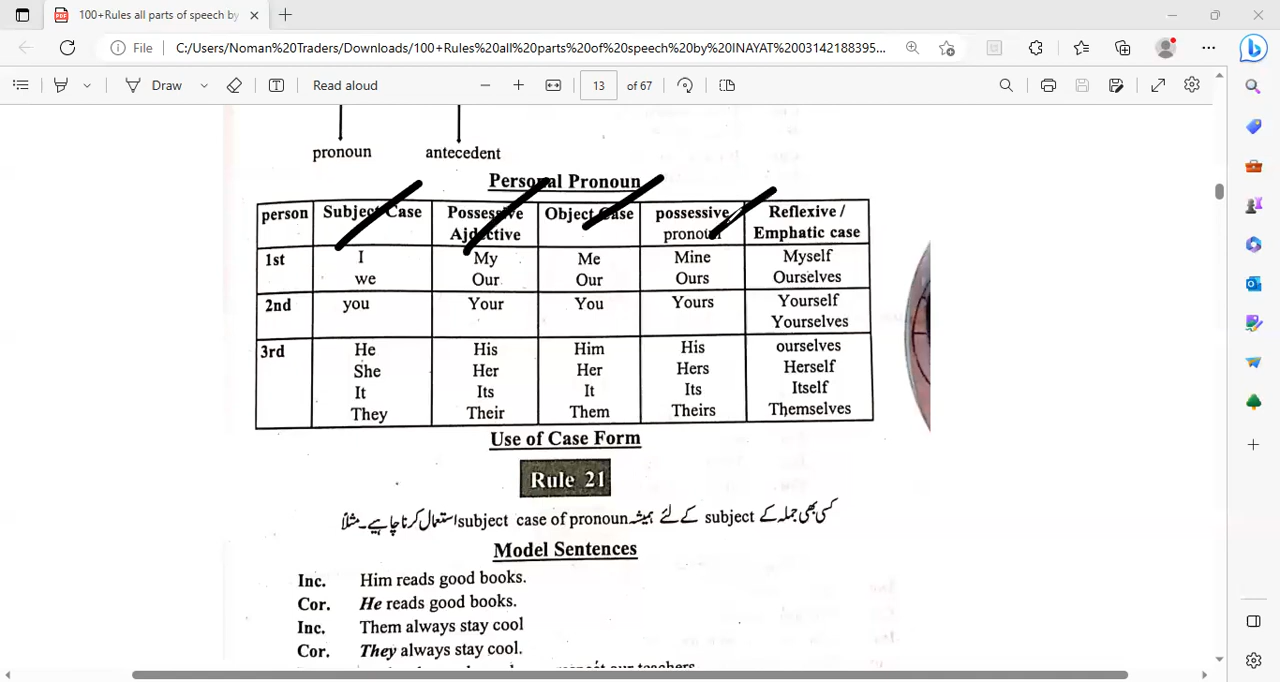 100+Rules all parts of speech by
File C:/Users/Noman%20Traders/Downloads/100+Rules%20all%20parts%20of%20speech%20by%20INAYAT%2003142188395...
Draw Read aloud 13 of 67
pronoun antecedent
Personal Pronoun
person Subject Case Possessive Ajdective Object Case possessive pronoun Reflexive / Emphatic case
1st I My Me Mine Myself
we Our Our Ours Ourselves
2nd you Your You Yours Yourself
Yourselves
3rd He His Him His ourselves
She Her Her Hers Herself
It Its It Its Itself
They Their Them Theirs Themselves
Use of Case Form
Rule 21
کسی بھی جملہ کے subject کے لئے ہمیشہ subject case of pronoun استعمال کرنا چاہیے۔ مثلاً
Model Sentences
Inc. Him reads good books.
Cor. He reads good books.
Inc. Them always stay cool
Cor. They always stay cool.
respect our teachers